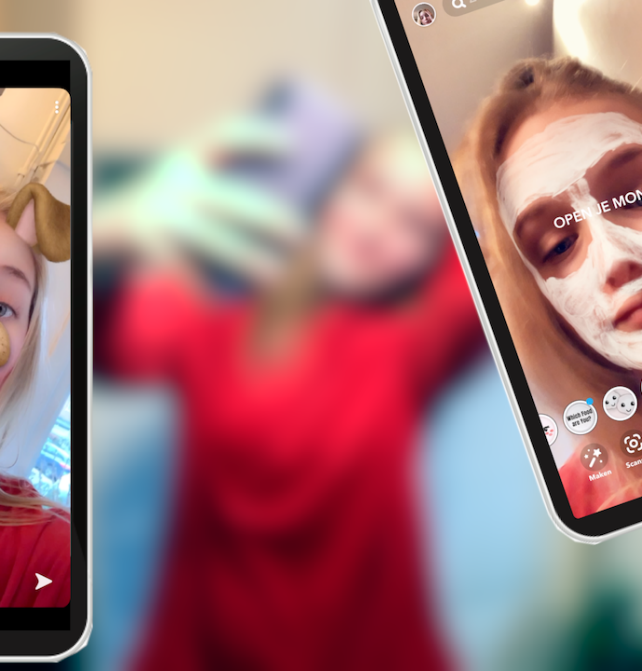 OPEN JE MON
Which Food
are You?
Maken
Scan